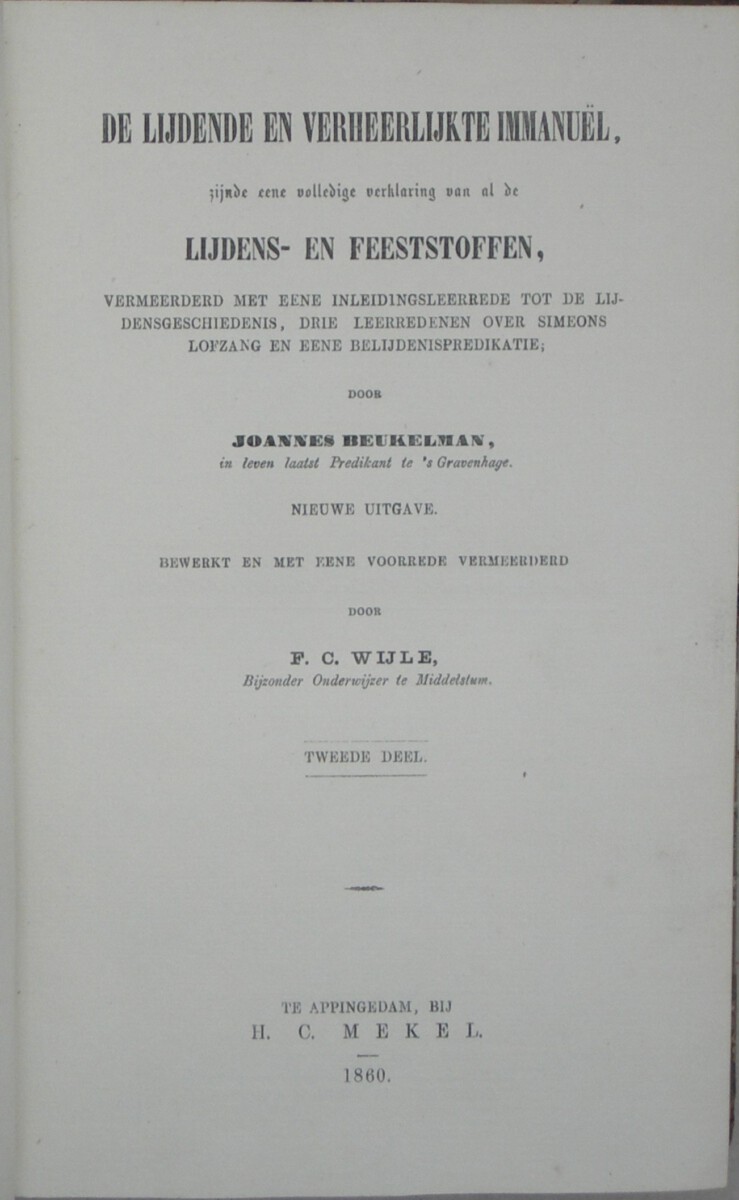 DE LIJDENDE EN VERHEERLIJKTE IMMANUËL,
zijnde eene volledige verklaring van al de
LIJDENS- EN FEESTSTOFFEN,
VERMEERDERD MET EENE INLEIDINGSLEERREDE TOT DE LIJ-
DENSGESCHIEDENIS, DRIE LEERREDENEN OVER SIMEONS
LOFZANG EN EENE BELIJDENISPREDIKATIE;
DOOR
JOANNES BEUKELMAN,
in leven laatst Predikant te 's Gravenhage.
NIEUWE UITGAVE.
BEWERKT EN MET EENE VOORREDE VERMEERDERD
DOOR
F. C. WIJLE,
Bijzonder Onderwijzer te Middelstum.
TWEEDE DEEL.
TE APPINGEDAM, BIJ
H. C. MEKEL.
1860.